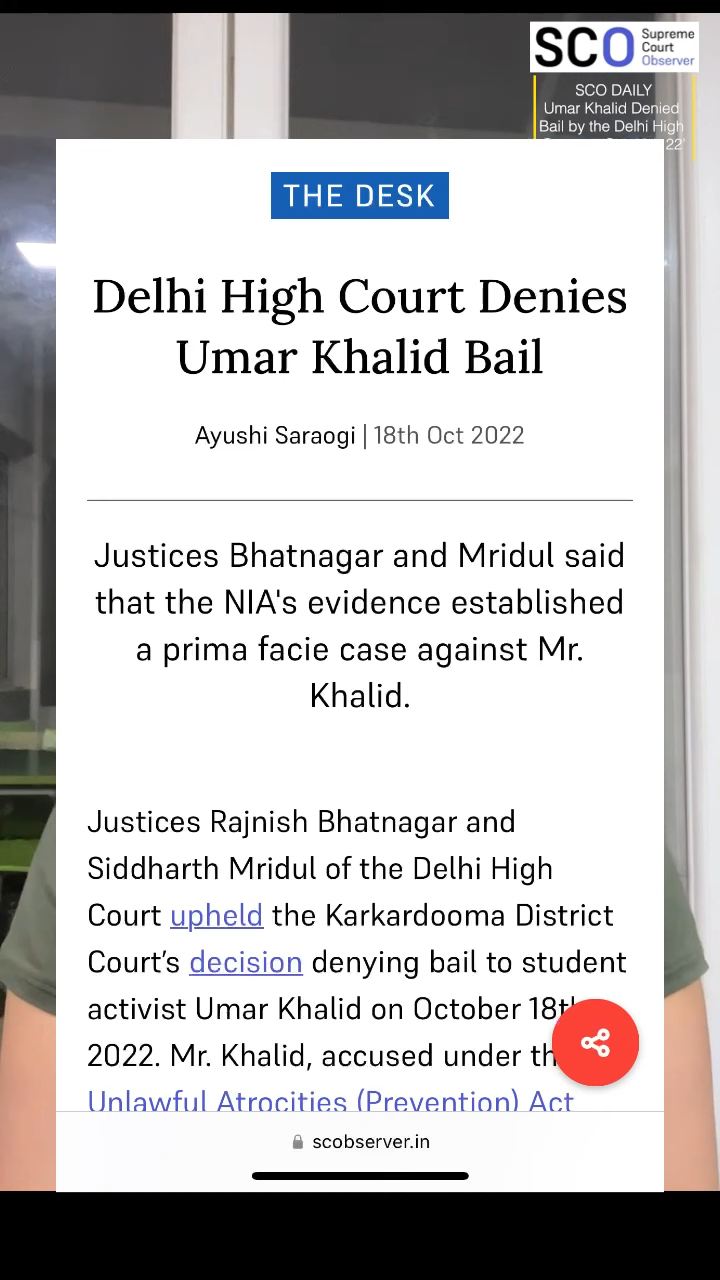 SCO Supreme
Court
Observer
SCO DAILY
Umar Khalid Denied
Bail by the Delhi High
22'
THE DESK
Delhi High Court Denies
Umar Khalid Bail
Ayushi Saraogi | 18th Oct 2022
Justices Bhatnagar and Mridul said
that the NIA's evidence established
a prima facie case against Mr.
Khalid.
Justices Rajnish Bhatnagar and
Siddharth Mridul of the Delhi High
Court upheld the Karkardooma District
Court’s decision denying bail to student
activist Umar Khalid on October 18th
2022. Mr. Khalid, accused under
Unlawful Atrocities (Prevention) Act
scobserver.in